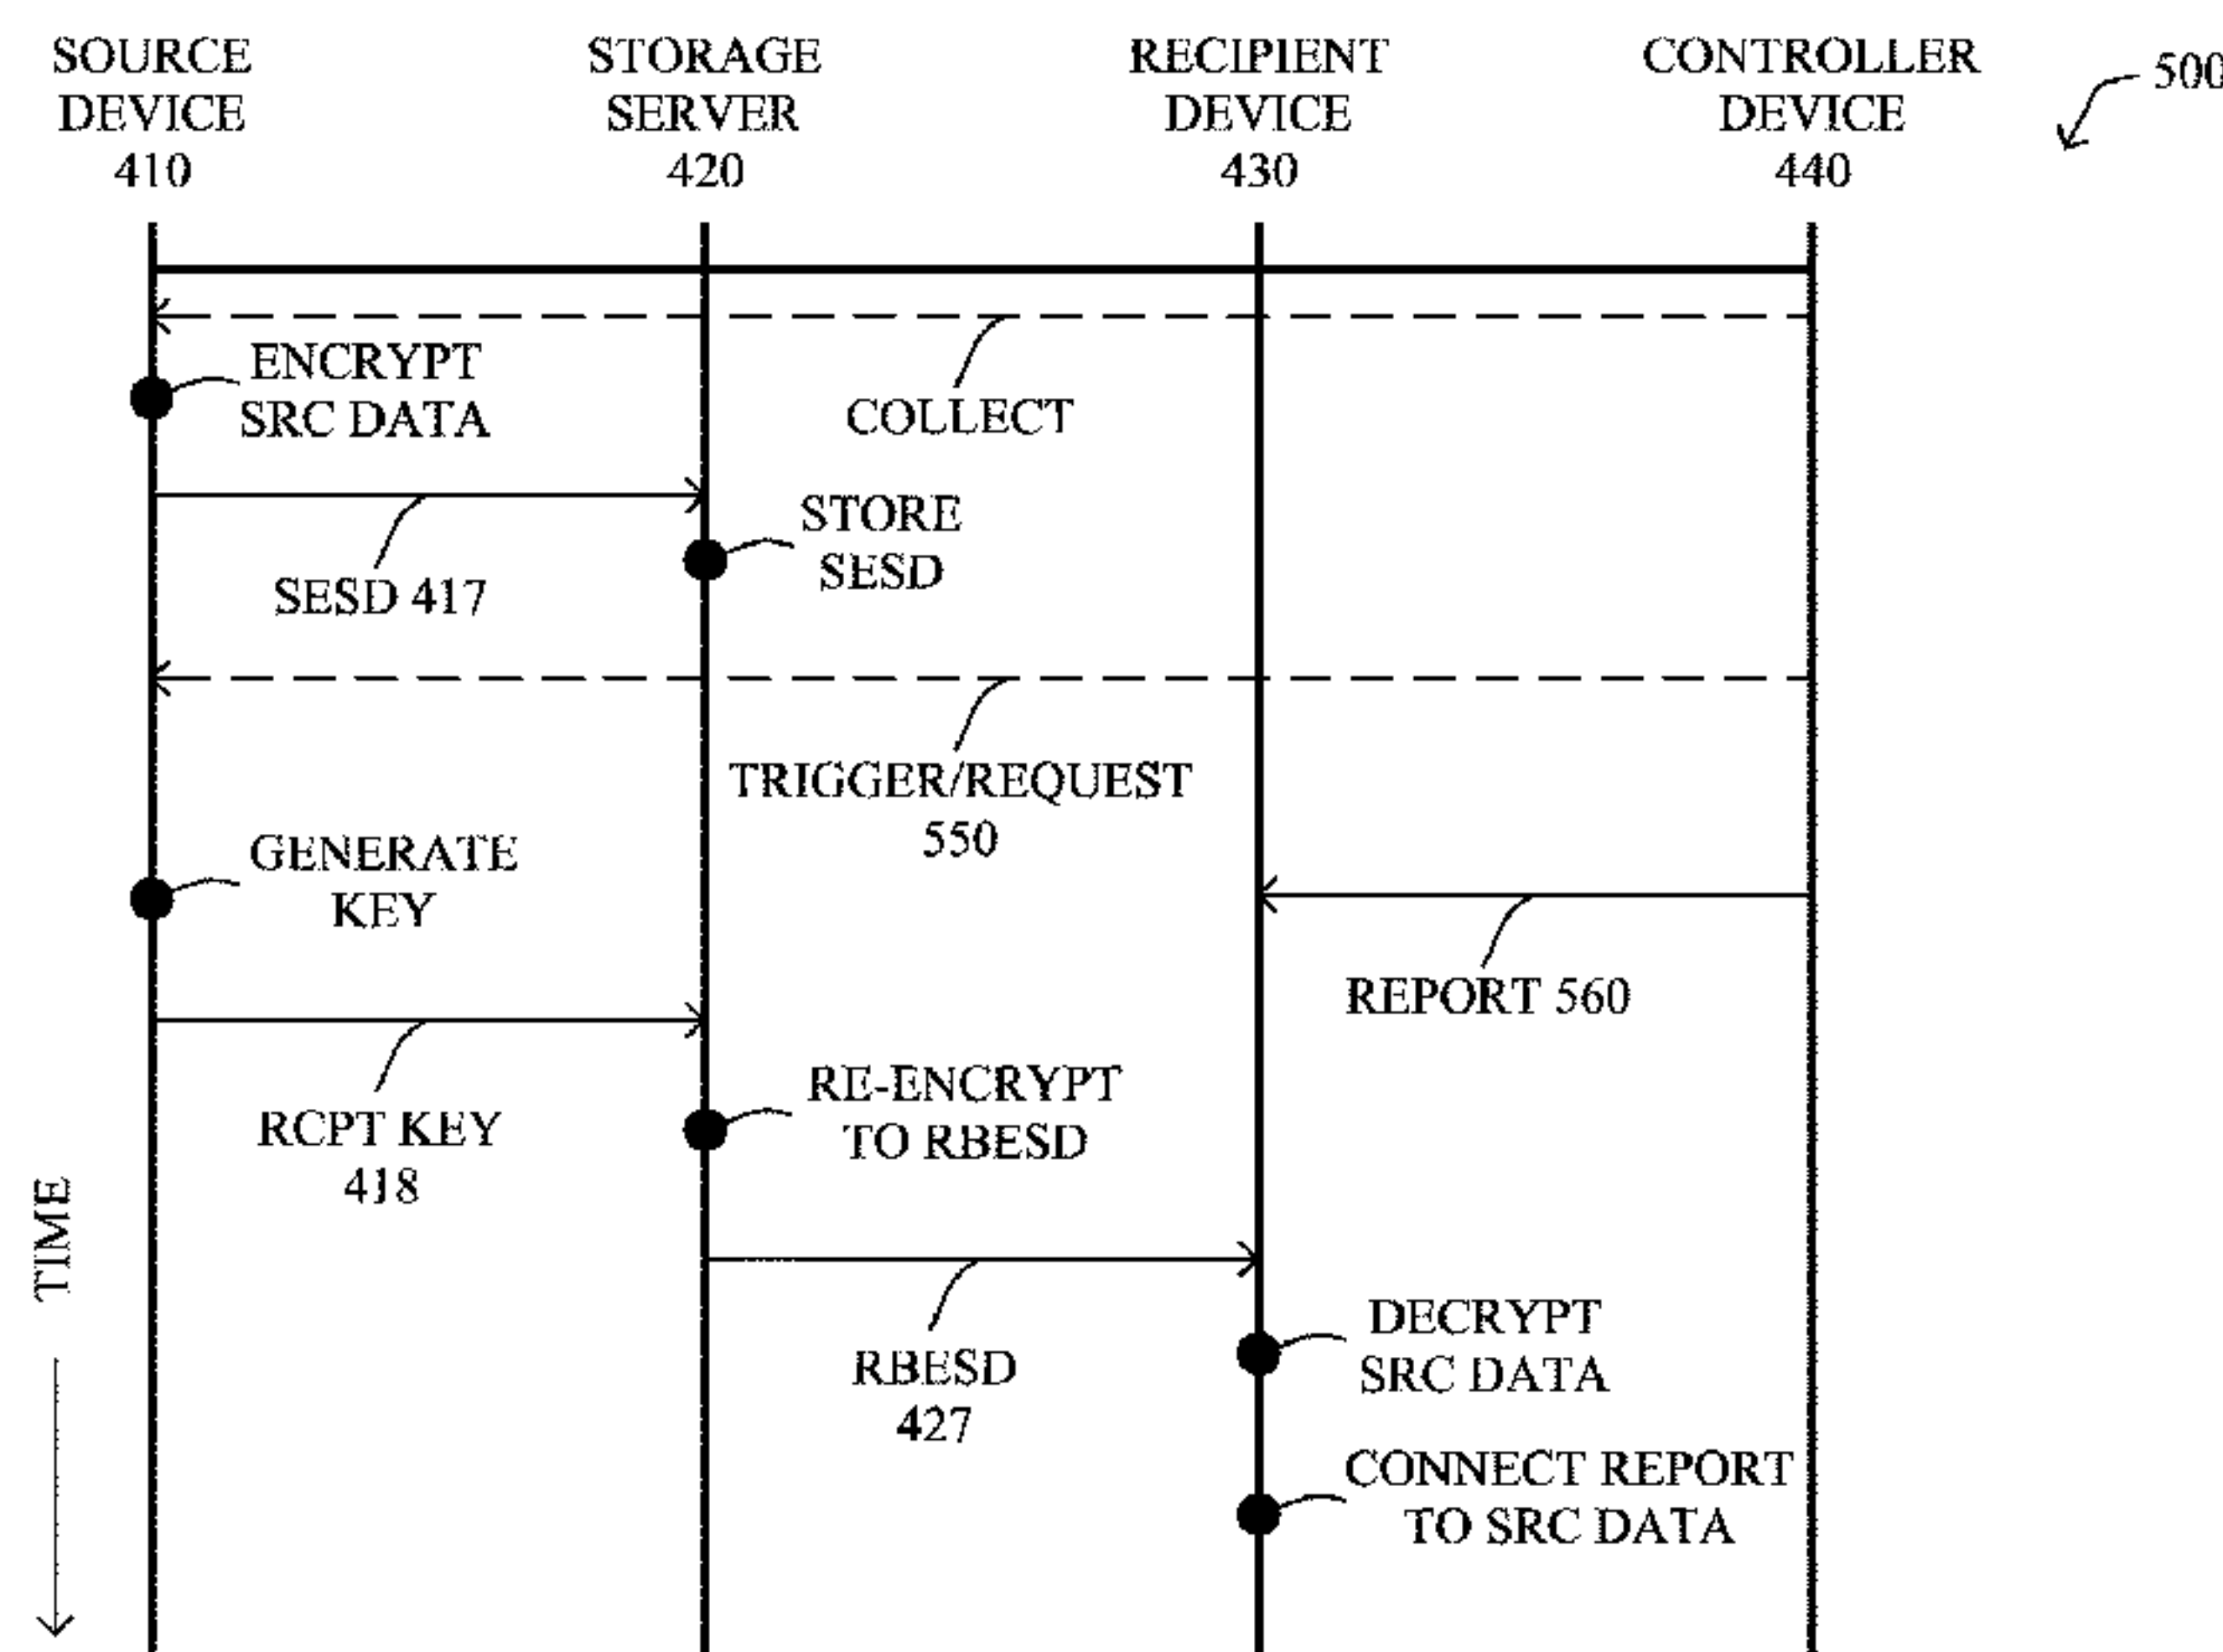 SOURCE
DEVICE
410
STORAGE
SERVER
420
RECIPIENT
DEVICE
430
CONTROLLER
DEVICE
440
500
ENCRYPT
SRC DATA
COLLECT
SESD 417
STORE
SESD
TRIGGER/REQUEST
550
GENERATE
KEY
REPORT 560
RCPT KEY
418
RE-ENCRYPT
TO RBESD
RBESD
427
DECRYPT
SRC DATA
CONNECT REPORT
TO SRC DATA
TIME